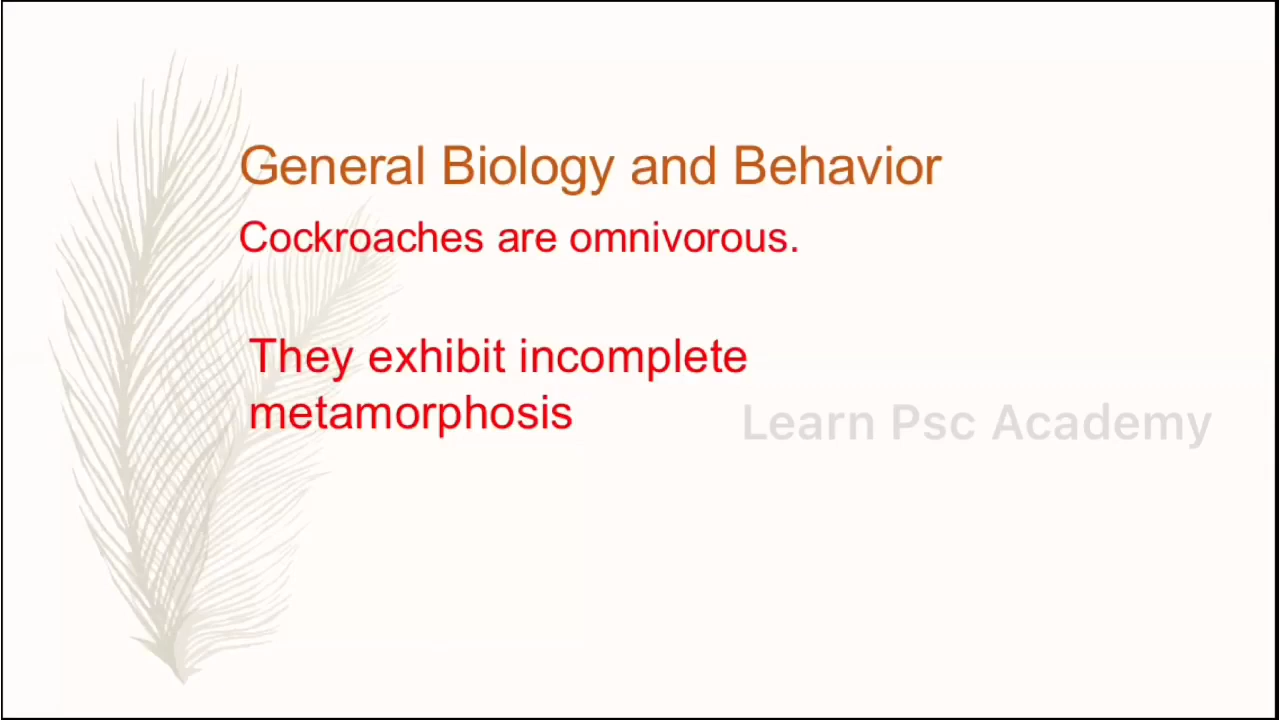 General Biology and Behavior
Cockroaches are omnivorous.
They exhibit incomplete
metamorphosis
Learn Psc Academy